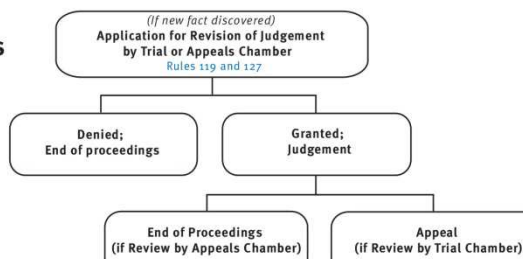 s
(If new fact discovered)
Application for Revision of Judgement
by Trial or Appeals Chamber
Rules 119 and 127
Denied;
End of proceedings
Granted;
Judgement
End of Proceedings
(if Review by Appeals Chamber)
Appeal
(if Review by Trial Chamber)